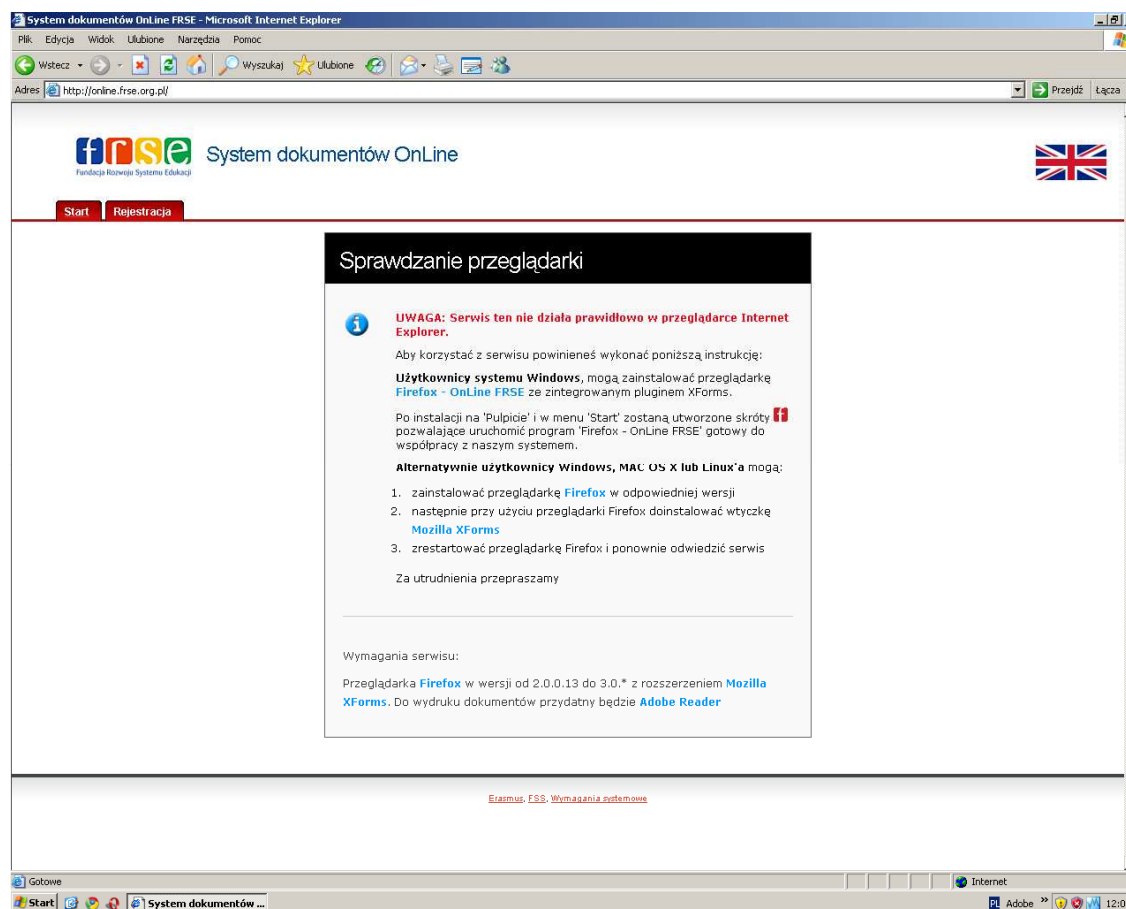 System dokumentów OnLine FRSE - Microsoft Internet Explorer
Plik Edycja Widok Ulubione Narzędzia Pomoc
Wstecz Wyszukaj Ulubione
Adres http://online.frse.org.pl/ Przejdź Łącza
frse System dokumentów OnLine
Fundacja Rozwoju Systemu Edukacji
Start Rejestracja
Sprawdzanie przeglądarki
UWAGA: Serwis ten nie działa prawidłowo w przeglądarce Internet
Explorer.
Aby korzystać z serwisu powinieneś wykonać poniższą instrukcję:
Użytkownicy systemu Windows, mogą zainstalować przeglądarkę
Firefox - OnLine FRSE ze zintegrowanym pluginem XForms.
Po instalacji na 'Pulpicie' i w menu 'Start' zostaną utworzone skróty
pozwalające uruchomić program 'Firefox - OnLine FRSE' gotowy do
współpracy z naszym systemem.
Alternatywnie użytkownicy Windows, MAC OS X lub Linux'a mogą:
1. zainstalować przeglądarkę Firefox w odpowiedniej wersji
2. następnie przy użyciu przeglądarki Firefox doinstalować wtyczkę
Mozilla XForms
3. zrestartować przeglądarkę Firefox i ponownie odwiedzić serwis
Za utrudnienia przepraszamy
Wymagania serwisu:
Przeglądarka Firefox w wersji od 2.0.0.13 do 3.0.* z rozszerzeniem Mozilla
XForms. Do wydruku dokumentów przydatny będzie Adobe Reader
Erasmus, FSS, Wymagania systemowe
Gotowe Internet
Start System dokumentów ... PL Adobe » 12:0